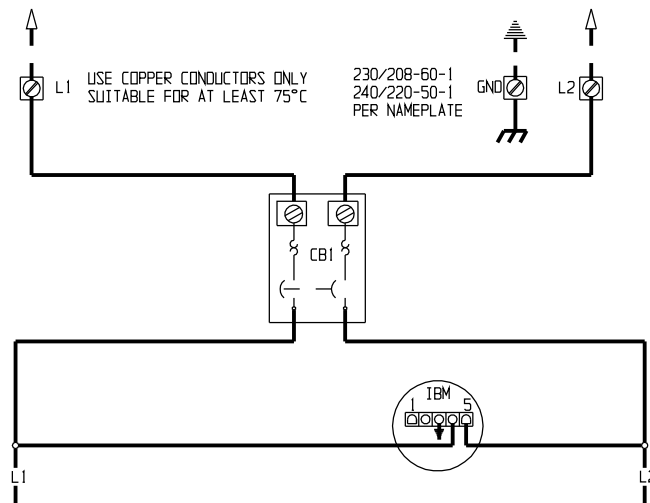 L1
USE COPPER CONDUCTORS ONLY
SUITABLE FOR AT LEAST 75°C
230/208-60-1
240/220-50-1
PER NAMEPLATE
GND
L2
CB1
IBM
1 5
L1
L2